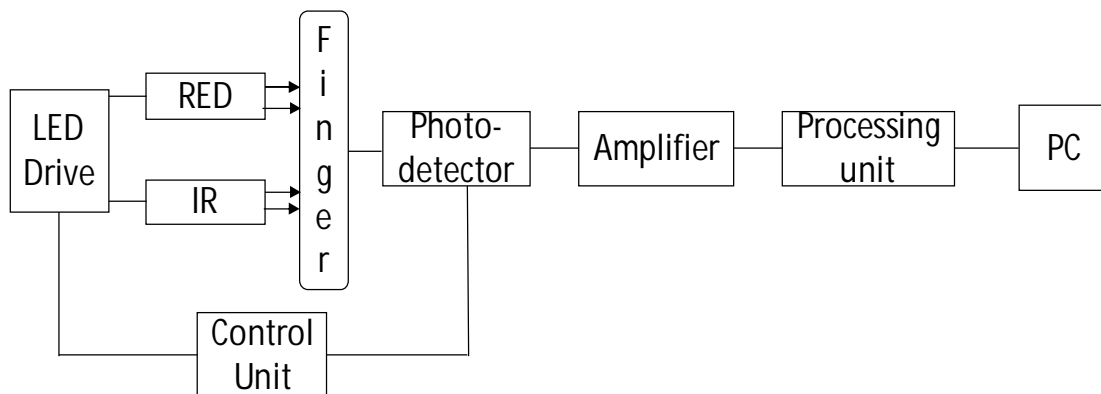 LED
Drive
RED
IR
F
i
n
g
e
r
Photo-
detector
Amplifier
Processing
unit
PC
Control
Unit